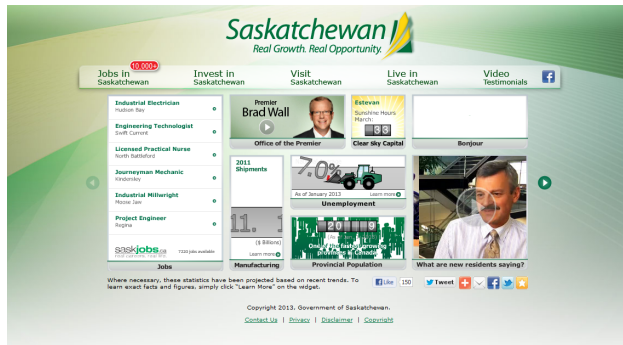 Saskatchewan
Real Growth. Real Opportunity.
10,000+
Jobs in
Saskatchewan
Invest in
Saskatchewan
Visit
Saskatchewan
Live in
Saskatchewan
Video
Testimonials
Industrial Electrician
Hudson Bay
Engineering Technologist
Swift Current
Licensed Practical Nurse
North Battleford
Journeyman Mechanic
Kindersley
Industrial Millwright
Moose Jaw
Project Engineer
Regina
saskjobs.ca
7330 jobs available
Jobs
Premier
Brad Wall
Office of the Premier
Estevan
Sunshine Hours
March:
33
Clear Sky Capital
Bonjour
2011
Shipments
11.
($ Billions)
Learn more
Manufacturing
7.0%
As of January 2013
Learn more
Unemployment
20 9
One of the fastest growing
provinces in Canada
Provincial Population
What are new residents saying?
Where necessary, these statistics have been projected based on recent trends. To
learn exact facts and figures, simply click "Learn More" on the widget.
Like 150
Tweet
Copyright 2013, Government of Saskatchewan.
Contact Us | Privacy | Disclaimer | Copyright